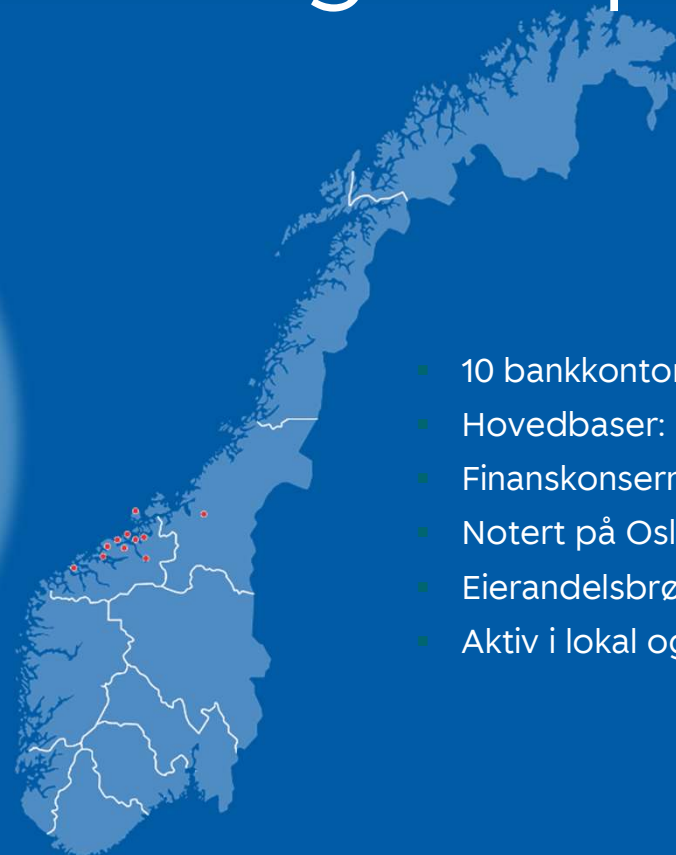 10 bankkontor
Hovedbaser:
Finanskonsern
Notert på Osl
Eierandelsbrø
Aktiv i lokal og